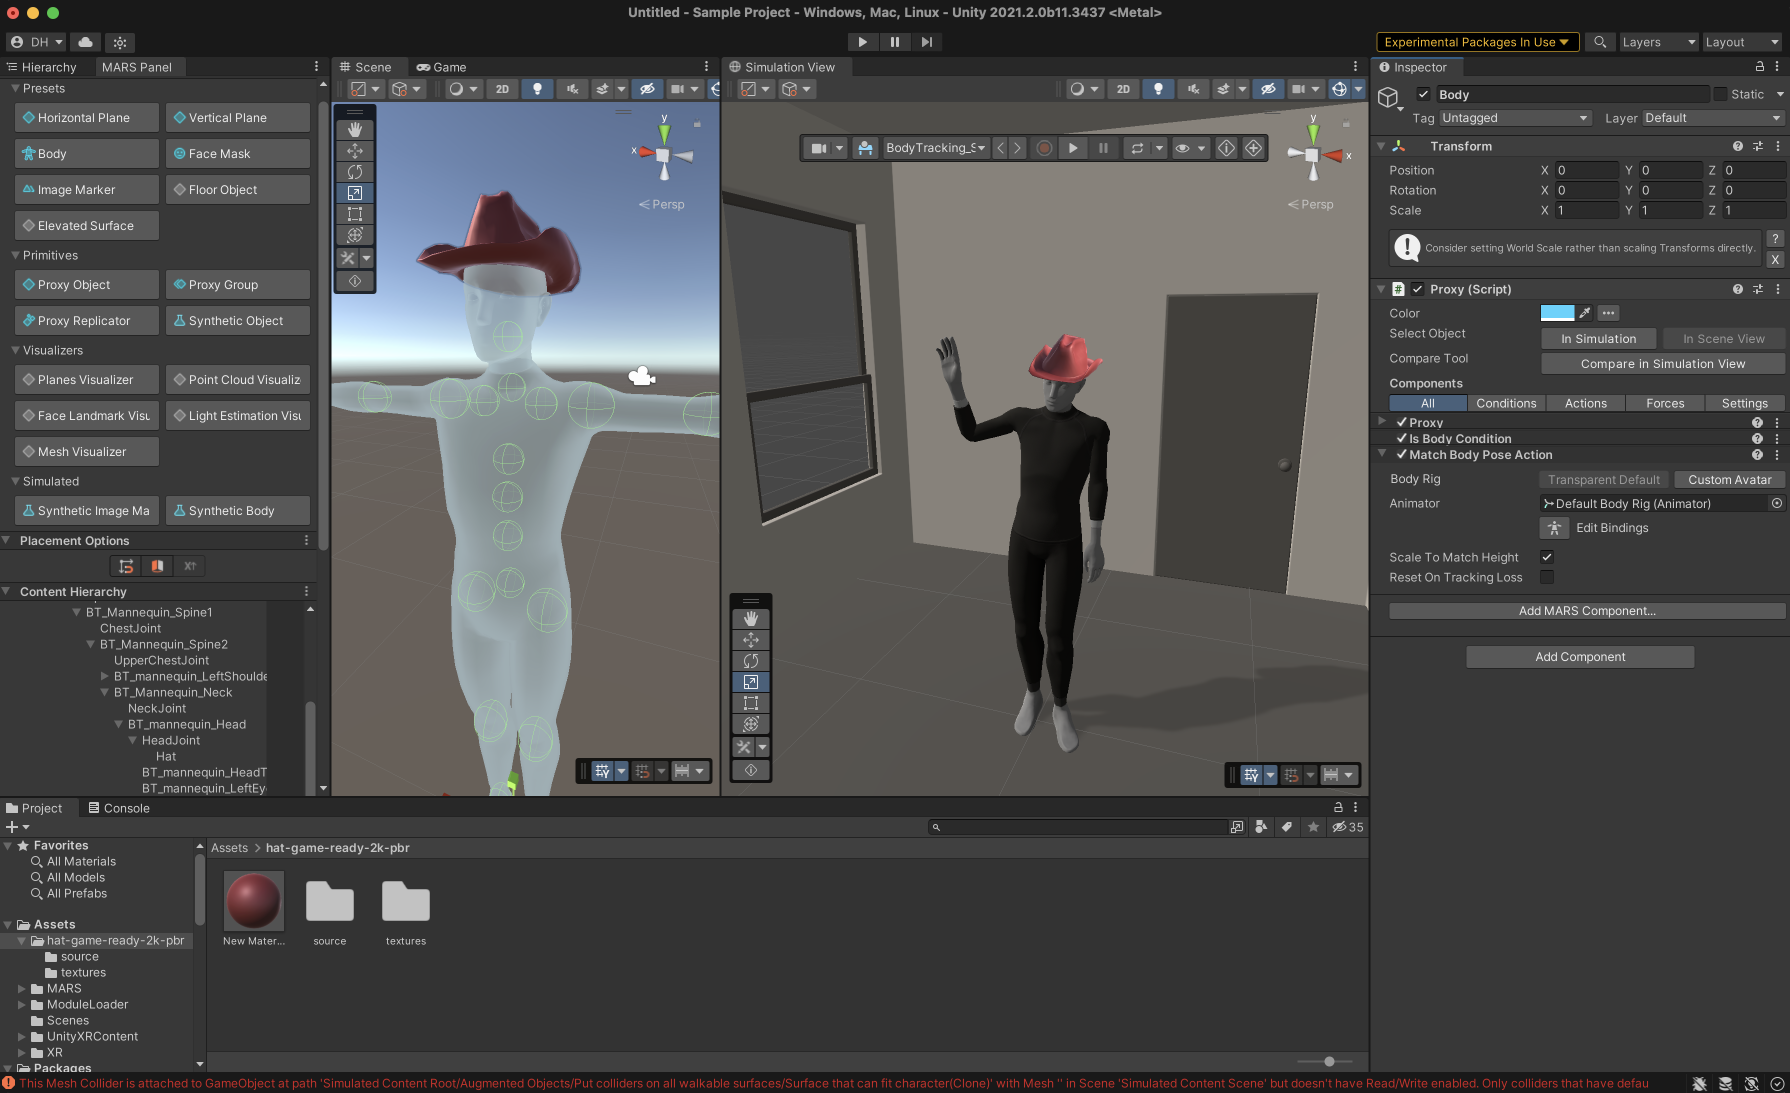 Untitled - Sample Project - Windows, Mac, Linux - Unity 2021.2.0b11.3437 <Metal>
DH
Experimental Packages In Use
Layers
Layout
Hierarchy
MARS Panel
Presets
Horizontal Plane
Vertical Plane
Body
Face Mask
Image Marker
Floor Object
Elevated Surface
Primitives
Proxy Object
Proxy Group
Proxy Replicator
Synthetic Object
Visualizers
Planes Visualizer
Point Cloud Visualiz
Face Landmark Visu
Light Estimation Visu
Mesh Visualizer
Simulated
Synthetic Image Ma
Synthetic Body
Placement Options
Content Hierarchy
BT_Mannequin_Spine1
ChestJoint
BT_Mannequin_Spine2
UpperChestJoint
BT_mannequin_LeftShoulde
BT_Mannequin_Neck
NeckJoint
BT_mannequin_Head
HeadJoint
Hat
BT_mannequin_HeadT
BT_mannequin_LeftEy
Scene
Game
2D
y
x
Persp
Simulation View
2D
BodyTracking_S
y
x
Persp
Inspector
Body
Static
Tag
Untagged
Layer
Default
Transform
Position X 0 Y 0 Z 0
Rotation X 0 Y 0 Z 0
Scale X 1 Y 1 Z 1
Consider setting World Scale rather than scaling Transforms directly.
?
X
Proxy (Script)
Color
Select Object
In Simulation
In Scene View
Compare Tool
Compare in Simulation View
Components
All
Conditions
Actions
Forces
Settings
Proxy
Is Body Condition
Match Body Pose Action
Body Rig
Transparent Default
Custom Avatar
Animator
Default Body Rig (Animator)
Edit Bindings
Scale To Match Height
Reset On Tracking Loss
Add MARS Component...
Add Component
Project
Console
35
Favorites
All Materials
All Models
All Prefabs
Assets
hat-game-ready-2k-pbr
source
textures
MARS
ModuleLoader
Scenes
UnityXRContent
XR
Packages
Assets > hat-game-ready-2k-pbr
New Mater...
source
textures
This Mesh Collider is attached to GameObject at path 'Simulated Content Root/Augmented Objects/Put colliders on all walkable surfaces/Surface that can fit character(Clone)' with Mesh '' in Scene 'Simulated Content Scene' but doesn't have Read/Write enabled. Only colliders that have defau